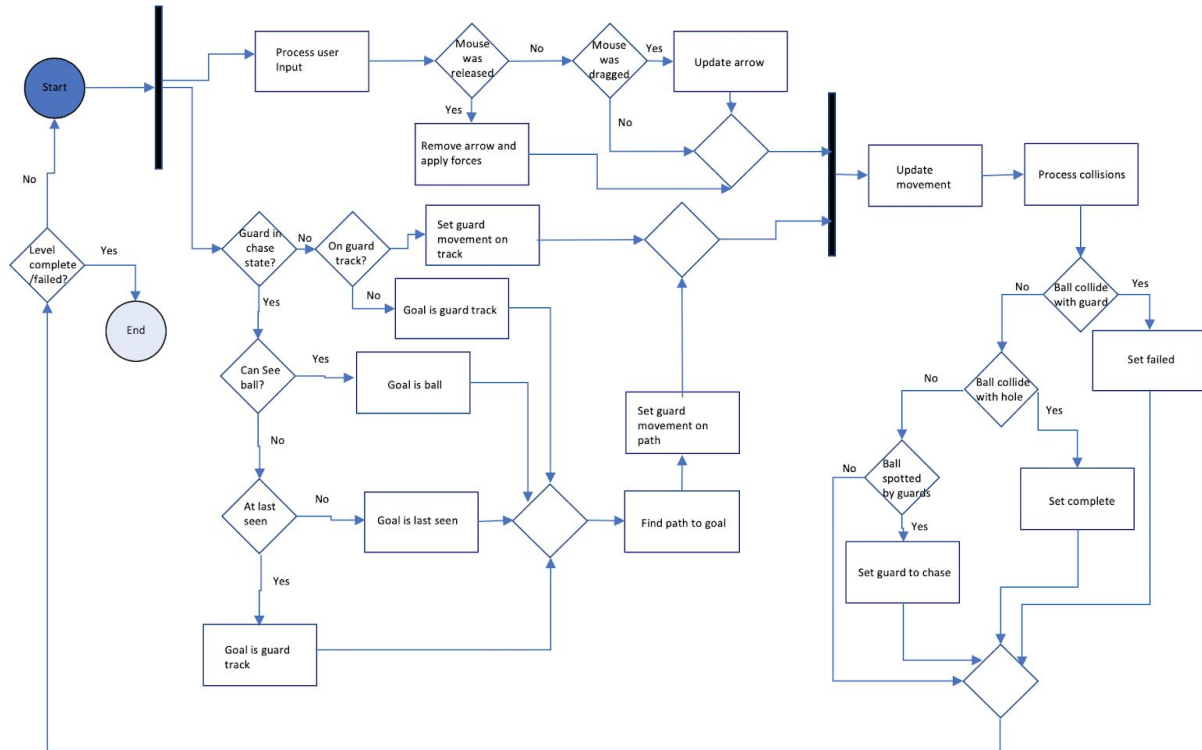 Start
Process user
Input
Mouse
was
released
No
Mouse
was
dragged
Yes
Update arrow
Yes
No
Remove arrow and
apply forces
Update
movement
Process collisions
No
Level
complete
/failed?
Yes
End
Guard in
chase
state?
No
On guard
track?
Set guard
movement on
track
Yes
No
Goal is guard track
Can See
ball?
Yes
Goal is ball
No
At last
seen
No
Goal is last seen
Yes
Goal is guard
track
Set guard
movement on
path
Find path to goal
No
Ball collide
with guard
Yes
Set failed
No
Ball collide
with hole
Yes
No
Ball
spotted
by guards
Set complete
Yes
Set guard to chase